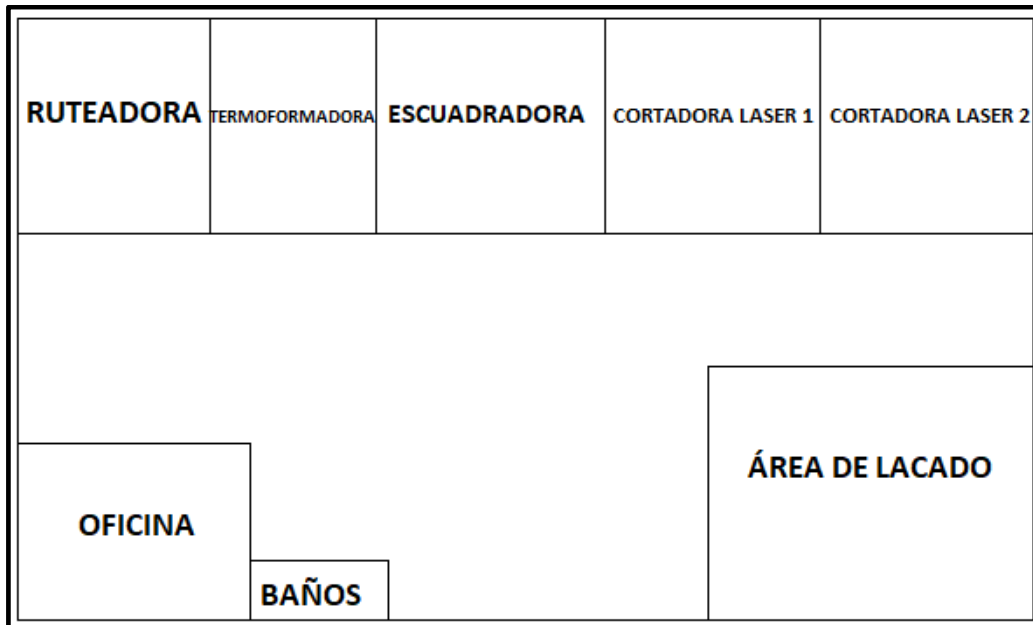 RUTEADORA
TERMOFORMADORA
ESCUADRADORA
CORTADORA LASER 1
CORTADORA LASER 2
ÁREA DE LACADO
OFICINA
BAÑOS